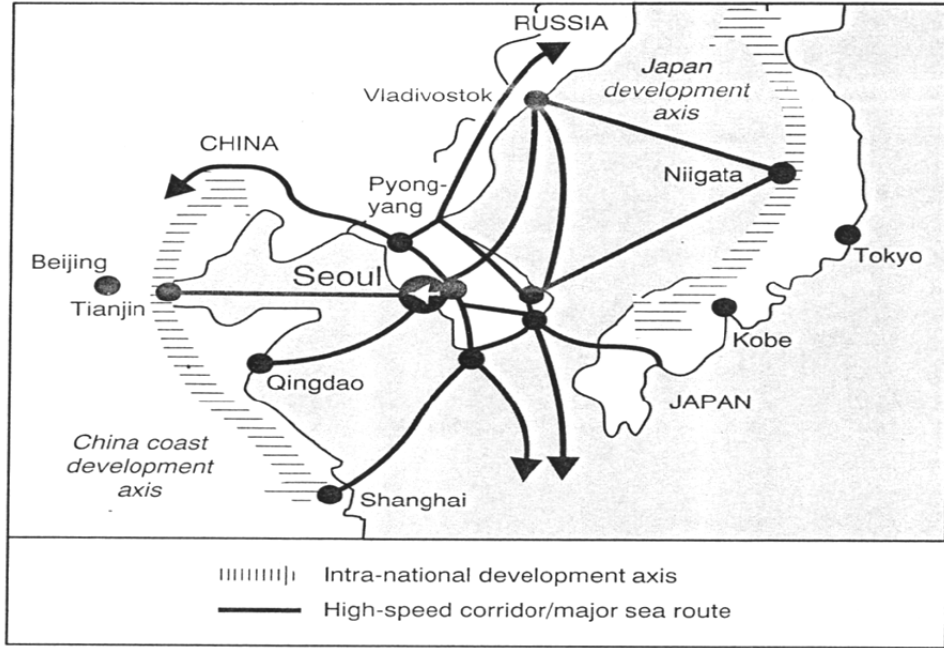 RUSSIA
Japan
development
axis
Vladivostok
CHINA
Pyong-
yang
Niigata
Beijing
Seoul
Tokyo
Tianjin
Kobe
Qingdao
JAPAN
China coast
development
axis
Shanghai
Intra-national development axis
High-speed corridor/major sea route